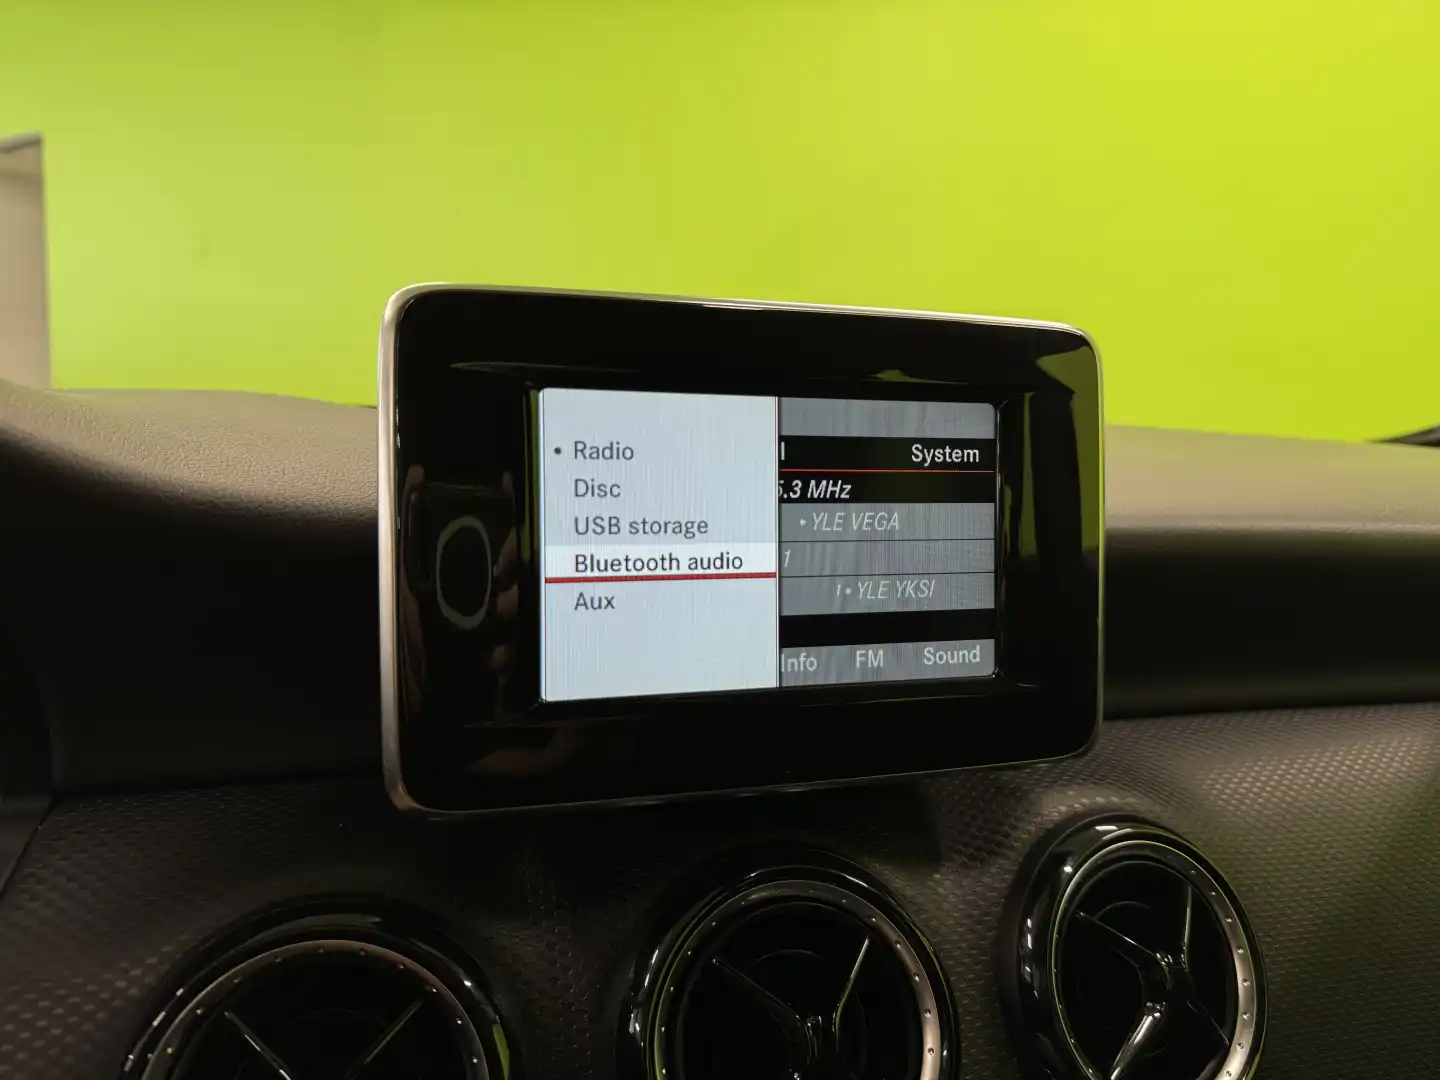 • Radio
Disc
USB storage
Bluetooth audio
Aux
System
.3 MHz
• YLE VEGA
1
1 • YLE YKSI
Info FM Sound